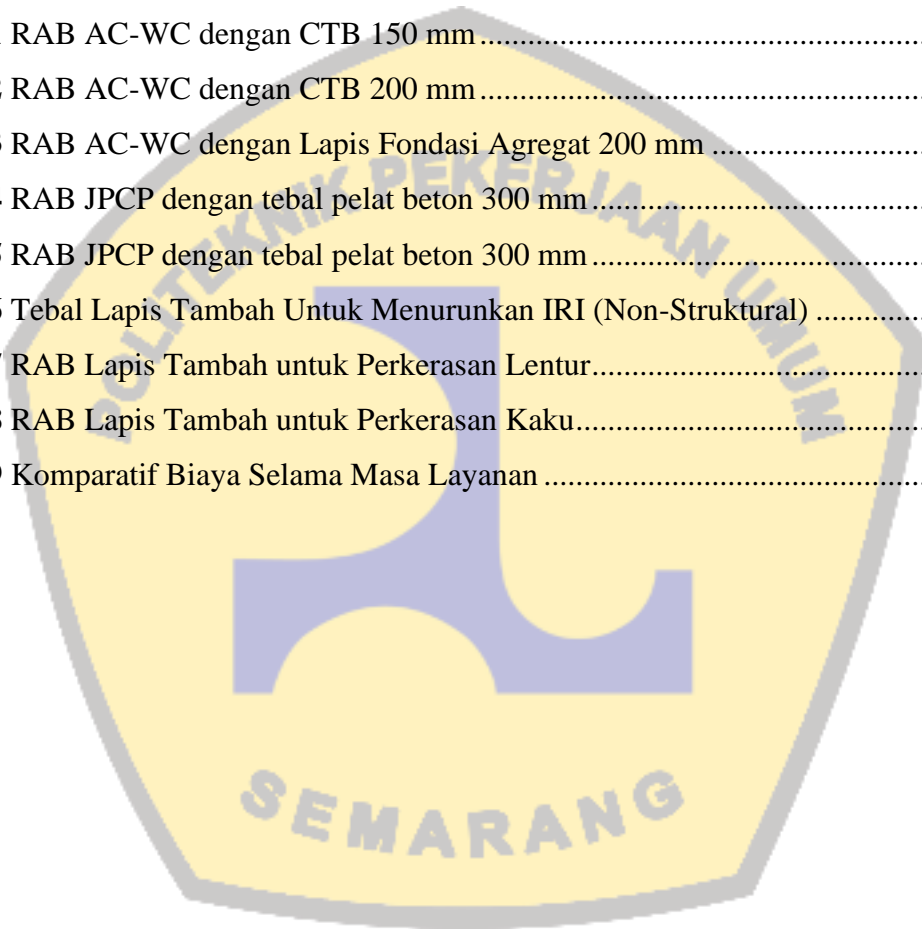 RAB AC-WC dengan CTB 150 mm........................................................
RAB AC-WC dengan CTB 200 mm........................................................
RAB AC-WC dengan Lapis Fondasi Agregat 200 mm ...........................
RAB JPCP dengan tebal pelat beton 300 mm..........................................
RAB JPCP dengan tebal pelat beton 300 mm..........................................
Tebal Lapis Tambah Untuk Menurunkan IRI (Non-Struktural) ..............
RAB Lapis Tambah untuk Perkerasan Lentur..........................................
RAB Lapis Tambah untuk Perkerasan Kaku............................................
Komparatif Biaya Selama Masa Layanan ................................................
POLITEKNIK PEKERJAAN UMUM
SEMARANG